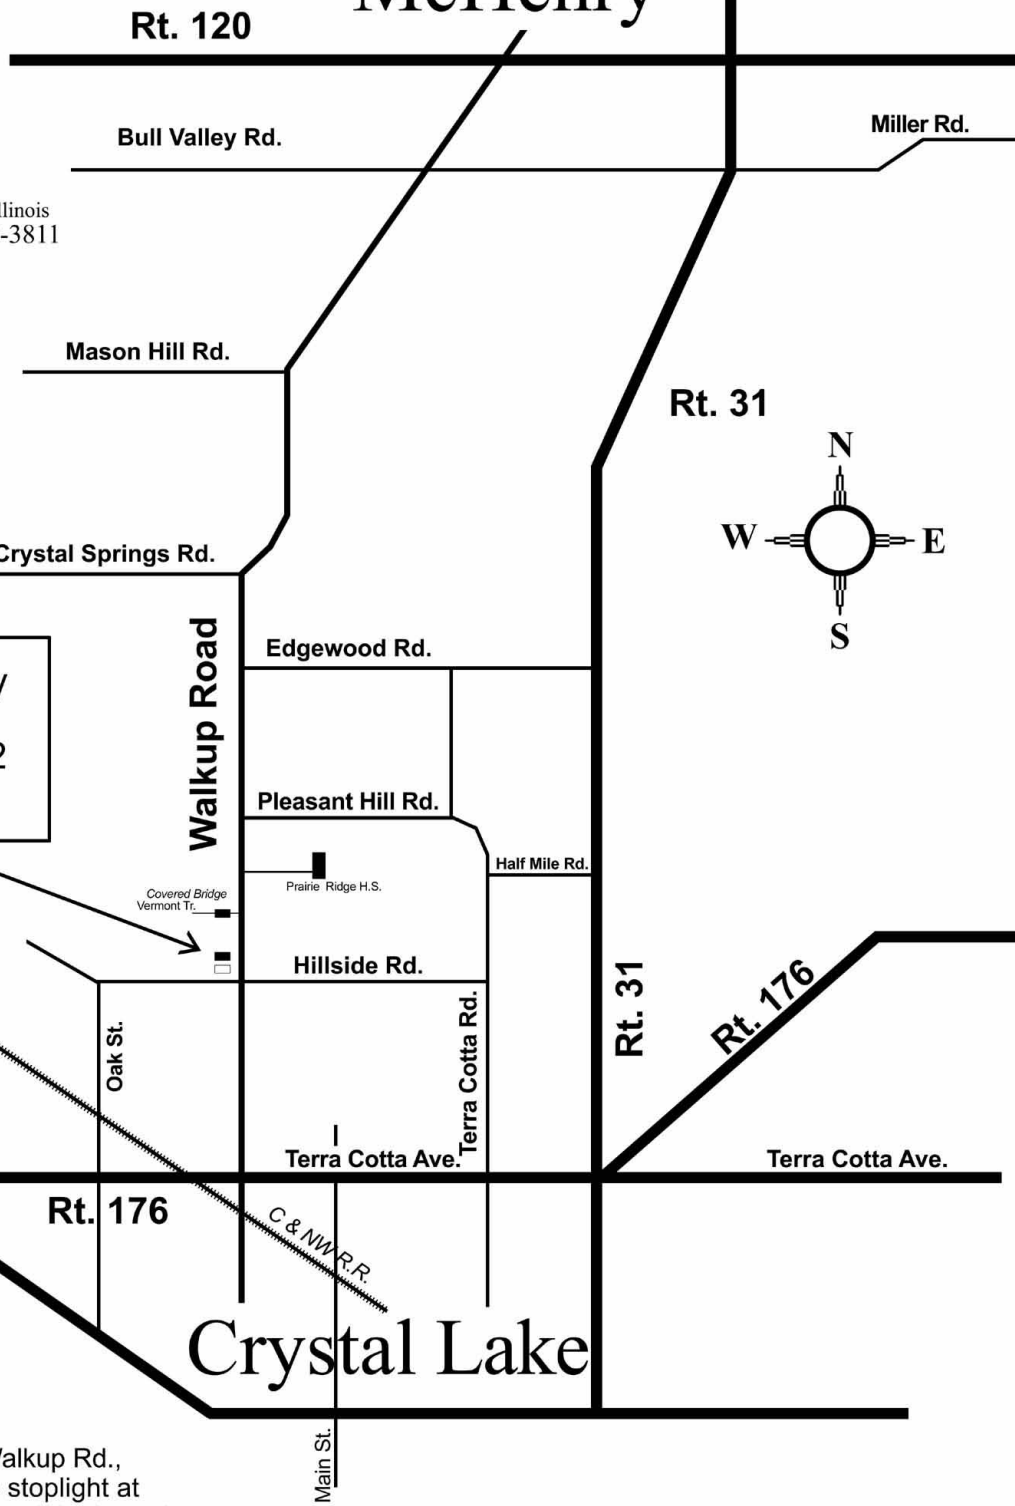 McHenry
Rt. 120
Bull Valley Rd.
Miller Rd.
llinois
-3811
Mason Hill Rd.
Rt. 31
N
W
E
S
Crystal Springs Rd.
Walkup Road
Edgewood Rd.
2
Pleasant Hill Rd.
Half Mile Rd.
Prairie Ridge H.S.
Covered Bridge
Vermont Tr.
Hillside Rd.
Rt. 31
Rt. 176
Oak St.
Terra Cotta Rd.
Terra Cotta Ave.
Terra Cotta Ave.
Rt. 176
C & NW R.R.
Crystal Lake
Main St.
alkup Rd.,
stoplight at